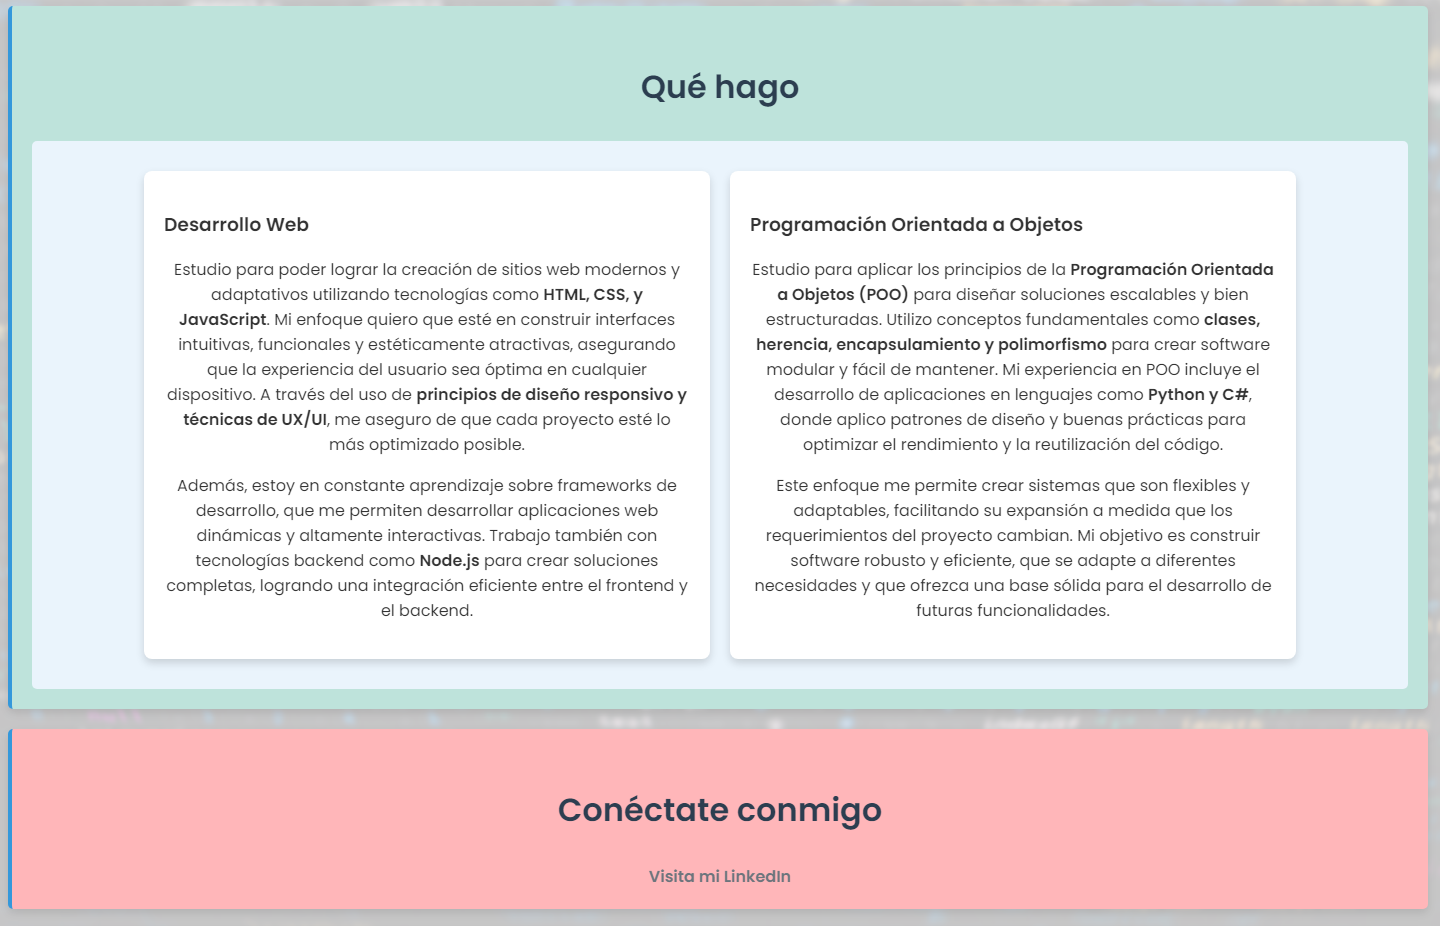 Qué hago
Desarrollo Web
Estudio para poder lograr la creación de sitios web modernos y
adaptativos utilizando tecnologías como HTML, CSS, y
JavaScript. Mi enfoque quiero que esté en construir interfaces
intuitivas, funcionales y estéticamente atractivas, asegurando
que la experiencia del usuario sea óptima en cualquier
dispositivo. A través del uso de principios de diseño responsivo y
técnicas de UX/UI, me aseguro de que cada proyecto esté lo
más optimizado posible.
Además, estoy en constante aprendizaje sobre frameworks de
desarrollo, que me permiten desarrollar aplicaciones web
dinámicas y altamente interactivas. Trabajo también con
tecnologías backend como Node.js para crear soluciones
completas, logrando una integración eficiente entre el frontend y
el backend.
Programación Orientada a Objetos
Estudio para aplicar los principios de la Programación Orientada
a Objetos (POO) para diseñar soluciones escalables y bien
estructuradas. Utilizo conceptos fundamentales como clases,
herencia, encapsulamiento y polimorfismo para crear software
modular y fácil de mantener. Mi experiencia en POO incluye el
desarrollo de aplicaciones en lenguajes como Python y C#,
donde aplico patrones de diseño y buenas prácticas para
optimizar el rendimiento y la reutilización del código.
Este enfoque me permite crear sistemas que son flexibles y
adaptables, facilitando su expansión a medida que los
requerimientos del proyecto cambian. Mi objetivo es construir
software robusto y eficiente, que se adapte a diferentes
necesidades y que ofrezca una base sólida para el desarrollo de
futuras funcionalidades.
Conéctate conmigo
Visita mi LinkedIn